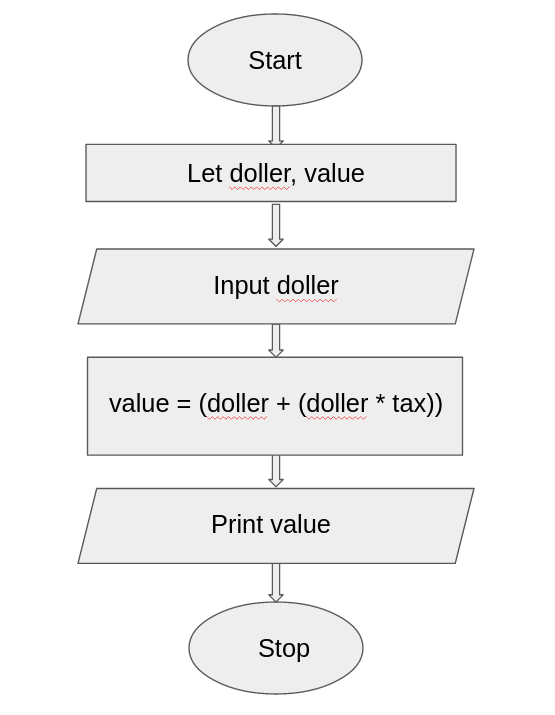 Start
Let doller, value
Input doller
value = (doller + (doller * tax))
Print value
Stop